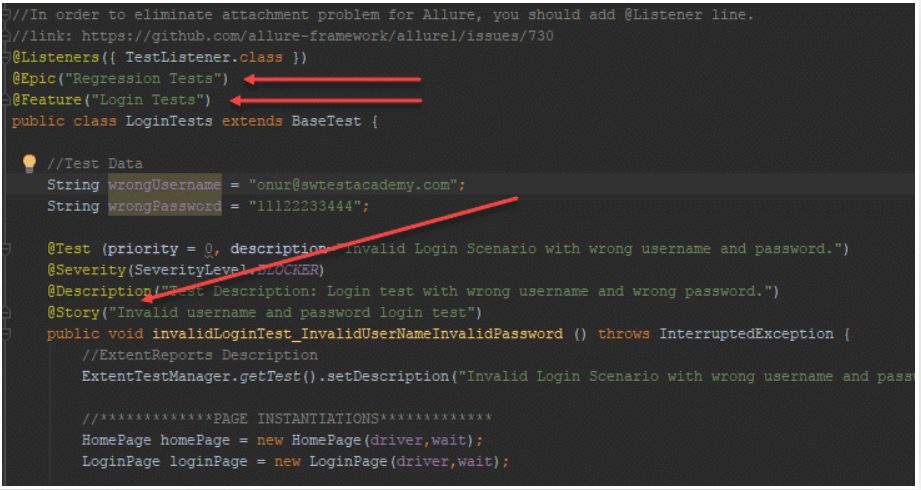 //In order to eliminate attachment problem for Allure, you should add @Listener line.
//link: https://github.com/allure-framework/allure1/issues/730
@Listeners({ TestListener.class })
@Epic("Regression Tests")
@Feature("Login Tests")
public class LoginTests extends BaseTest {
//Test Data
String wrongUsername = "onur@swtestacademy.com";
String wrongPassword = "11122233444";
@Test (priority = 0, description="Invalid Login Scenario with wrong username and password.")
@Severity(SeverityLevel.BLOCKER)
@Description("Test Description: Login test with wrong username and wrong password.")
@Story("Invalid username and password login test")
public void invalidLoginTest_InvalidUserNameInvalidPassword () throws InterruptedException {
//ExtentReports Description
ExtentTestManager.getTest().setDescription("Invalid Login Scenario with wrong username and pass
//*************PAGE INSTANTIATIONS*************
HomePage homePage = new HomePage(driver,wait);
LoginPage loginPage = new LoginPage(driver,wait);